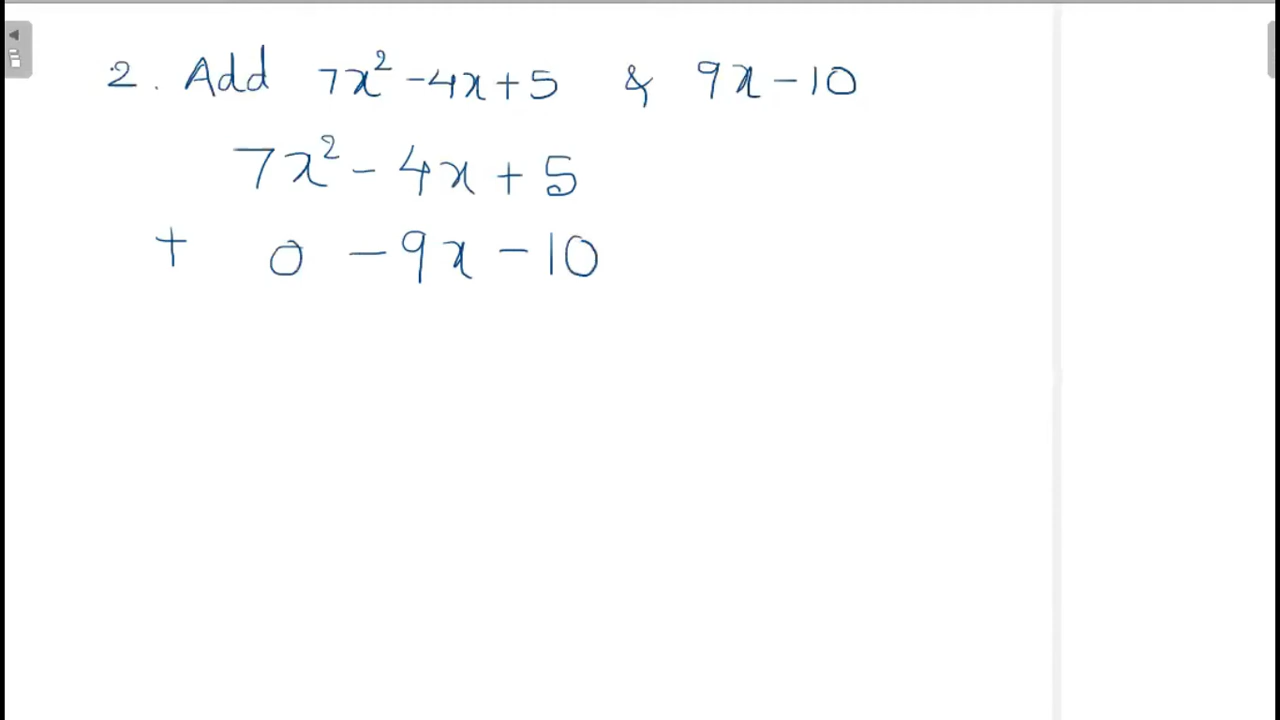 2. Add 7x² -4x+5 & 9x-10
7x² - 4x + 5
+ 0 - 9x - 10